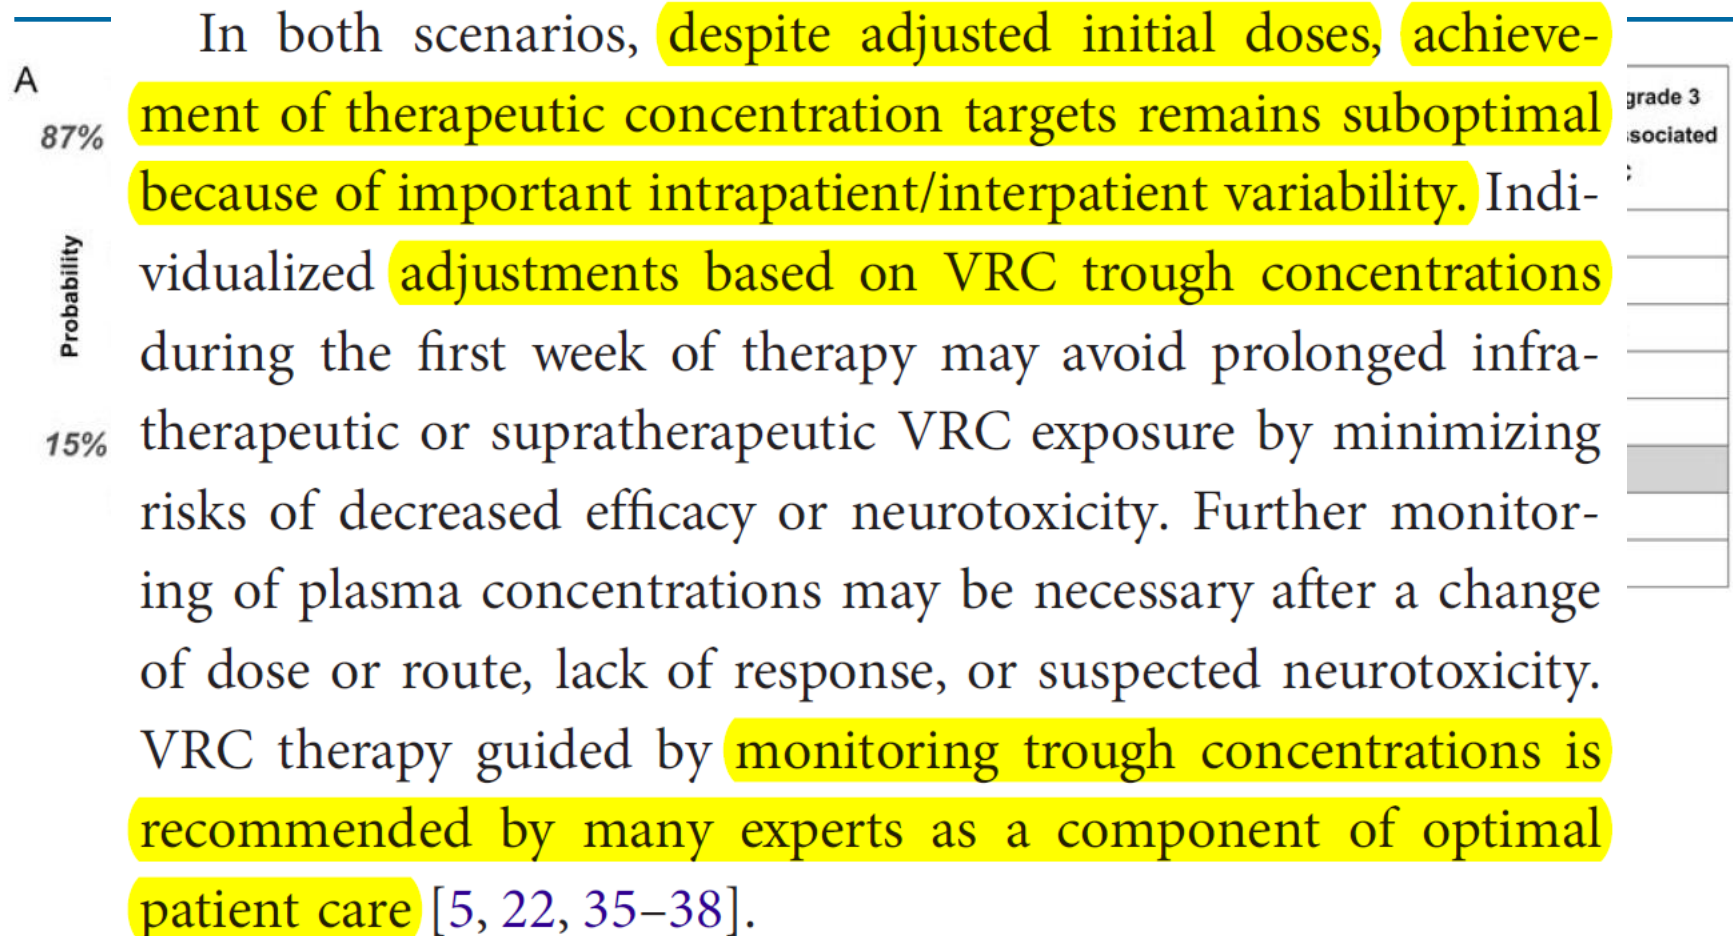 A
87%
Probability
15%
In both scenarios, despite adjusted initial doses, achieve-
ment of therapeutic concentration targets remains suboptimal
because of important intrapatient/interpatient variability. Indi-
vidualized adjustments based on VRC trough concentrations
during the first week of therapy may avoid prolonged infra-
therapeutic or supratherapeutic VRC exposure by minimizing
risks of decreased efficacy or neurotoxicity. Further monitor-
ing of plasma concentrations may be necessary after a change
of dose or route, lack of response, or suspected neurotoxicity.
VRC therapy guided by monitoring trough concentrations is
recommended by many experts as a component of optimal
patient care [5, 22, 35–38].
grade 3
ssociated